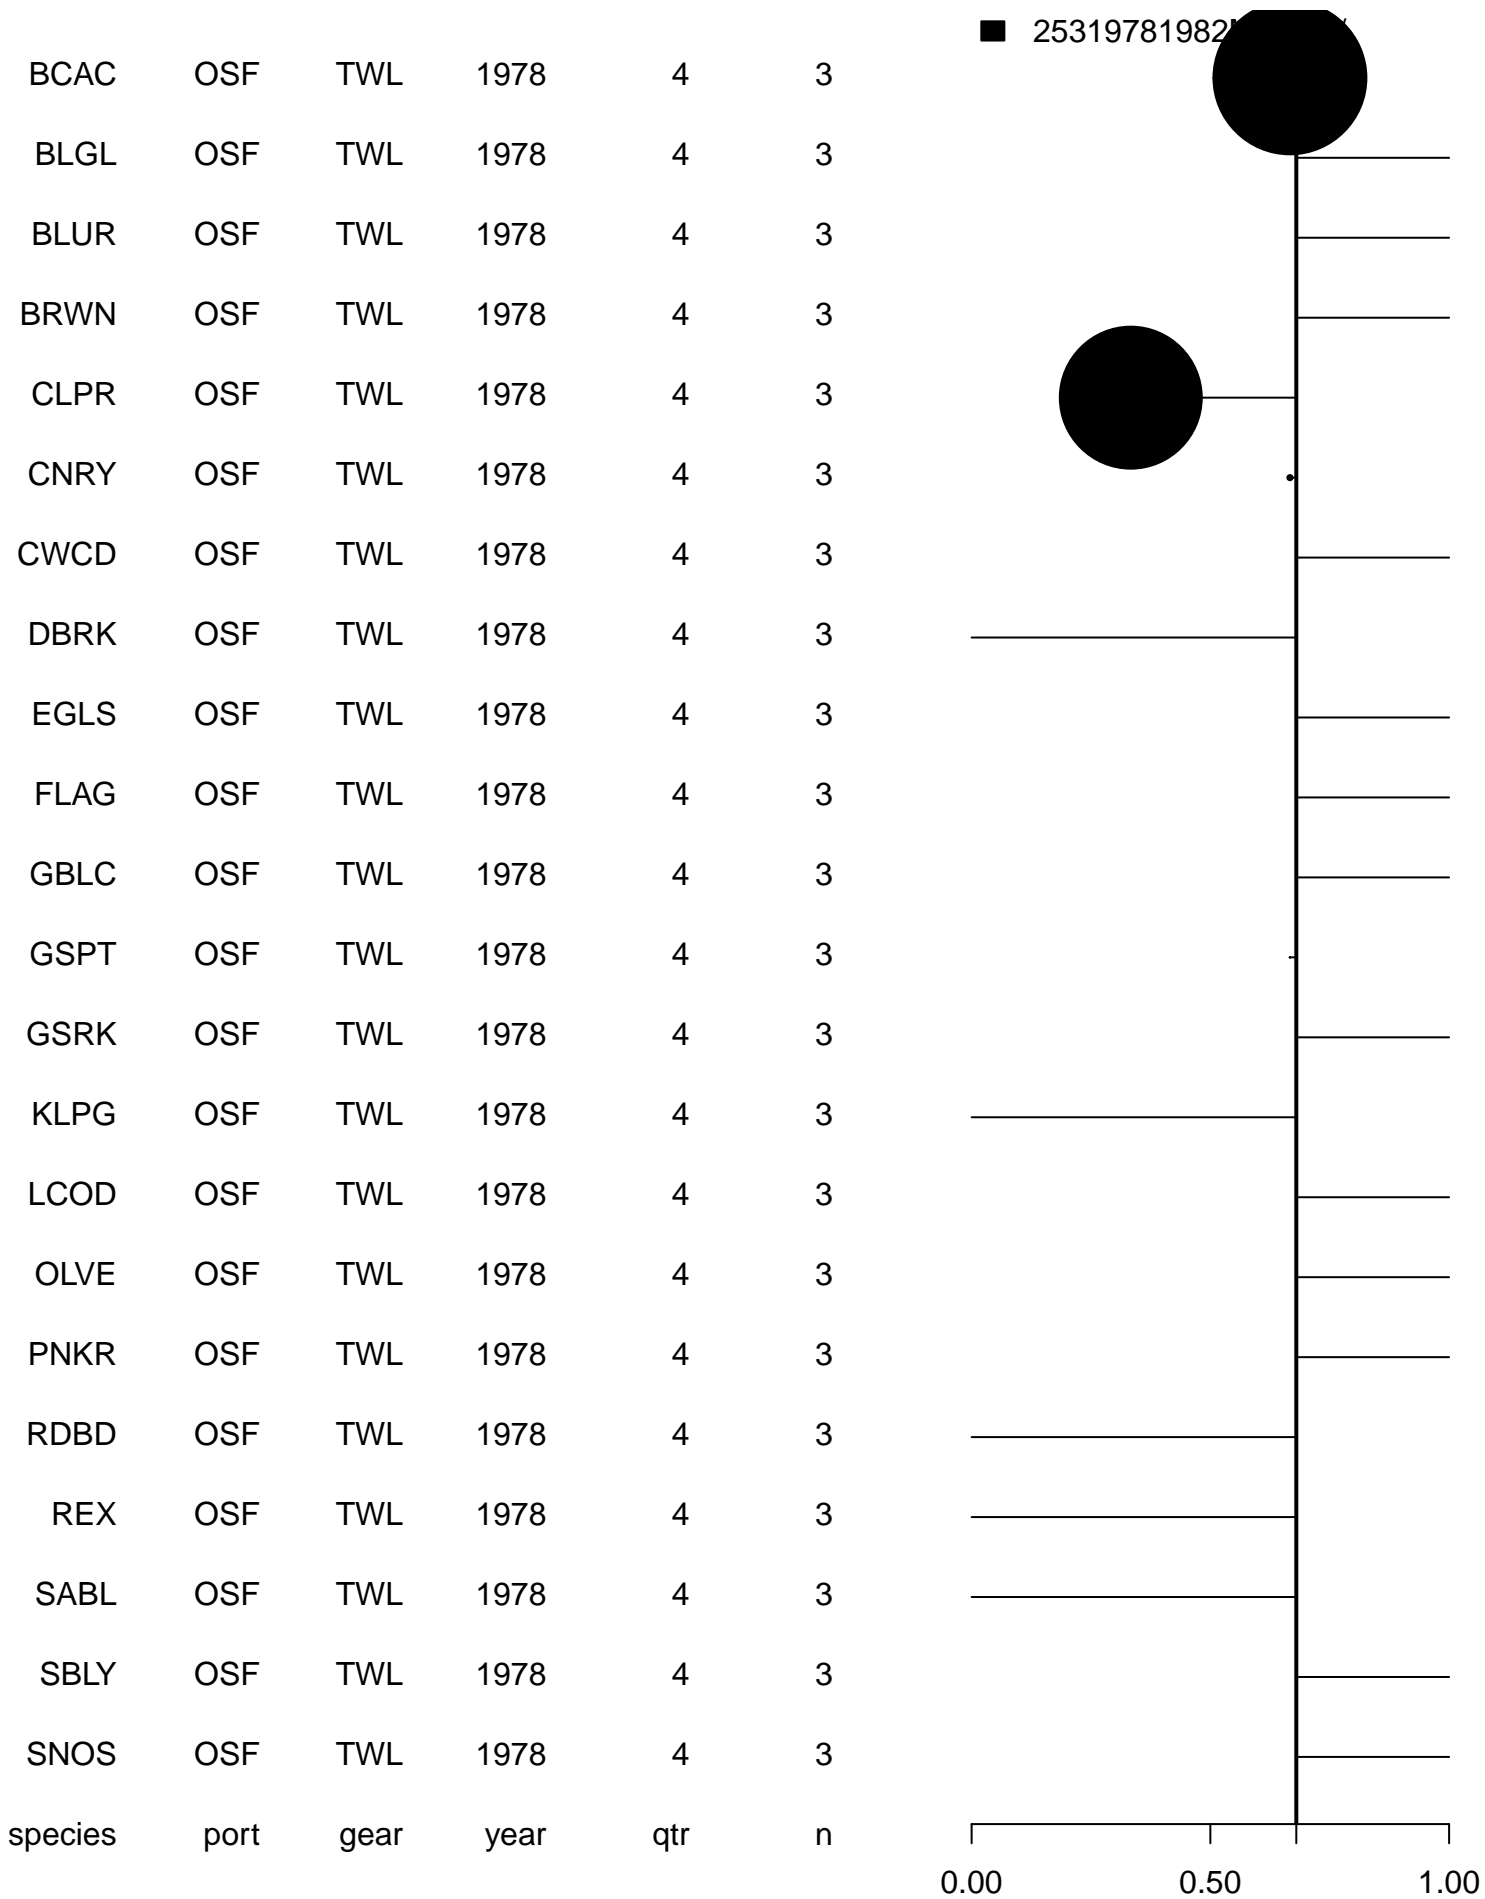 25319781982
BCAC OSF TWL 1978 4 3
BLGL OSF TWL 1978 4 3
BLUR OSF TWL 1978 4 3
BRWN OSF TWL 1978 4 3
CLPR OSF TWL 1978 4 3
CNRY OSF TWL 1978 4 3
CWCD OSF TWL 1978 4 3
DBRK OSF TWL 1978 4 3
EGLS OSF TWL 1978 4 3
FLAG OSF TWL 1978 4 3
GBLC OSF TWL 1978 4 3
GSPT OSF TWL 1978 4 3
GSRK OSF TWL 1978 4 3
KLPG OSF TWL 1978 4 3
LCOD OSF TWL 1978 4 3
OLVE OSF TWL 1978 4 3
PNKR OSF TWL 1978 4 3
RDBD OSF TWL 1978 4 3
REX OSF TWL 1978 4 3
SABL OSF TWL 1978 4 3
SBLY OSF TWL 1978 4 3
SNOS OSF TWL 1978 4 3
species port gear year qtr n
0.00 0.50 1.00